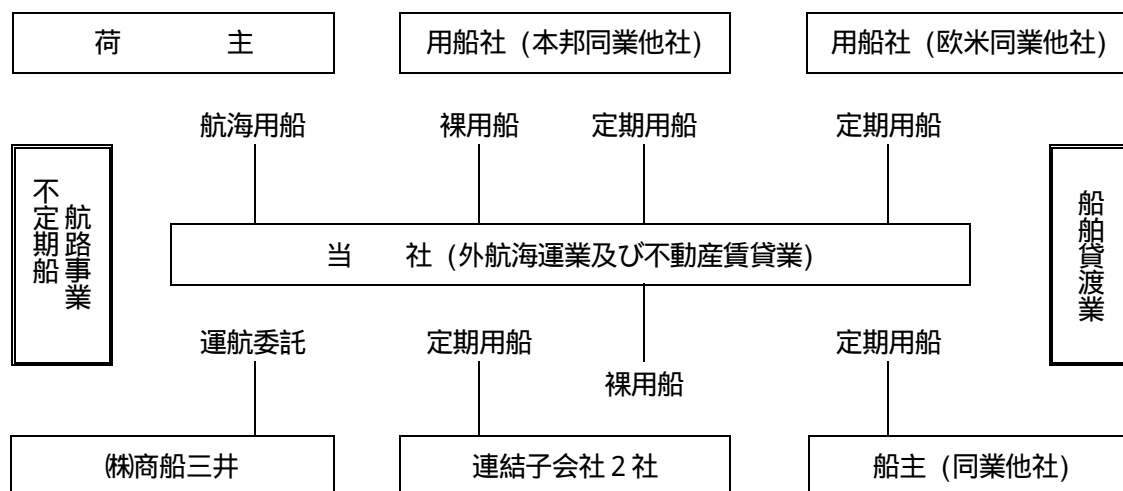 荷 主
用船社 (本邦同業他社)
用船社 (欧米同業他社)
航海用船
裸用船
定期用船
定期用船
不定期船
航路事業
船舶貸渡業
当 社 (外航海運業及び不動産賃貸業)
運航委託
定期用船
裸用船
定期用船
㈱商船三井
連結子会社2社
船主 (同業他社)